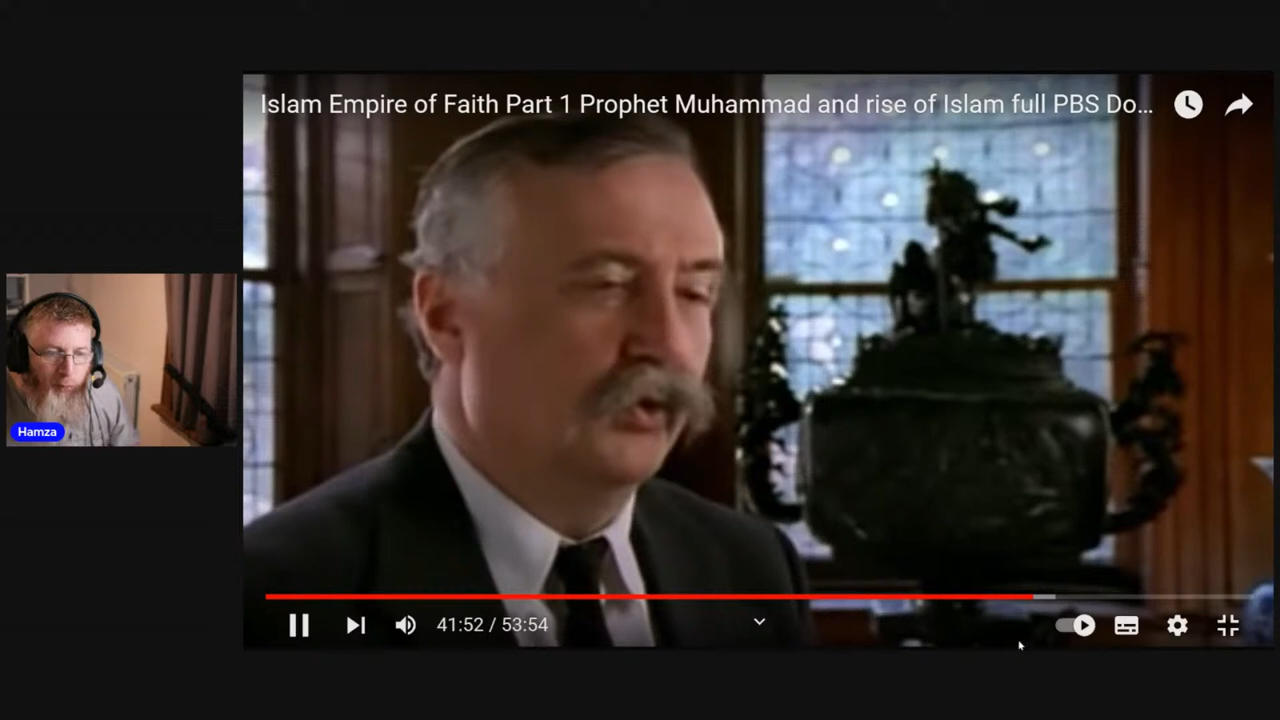 Islam Empire of Faith Part 1 Prophet Muhammad and rise of Islam full PBS Do...
Hamza
41:52 / 53:54